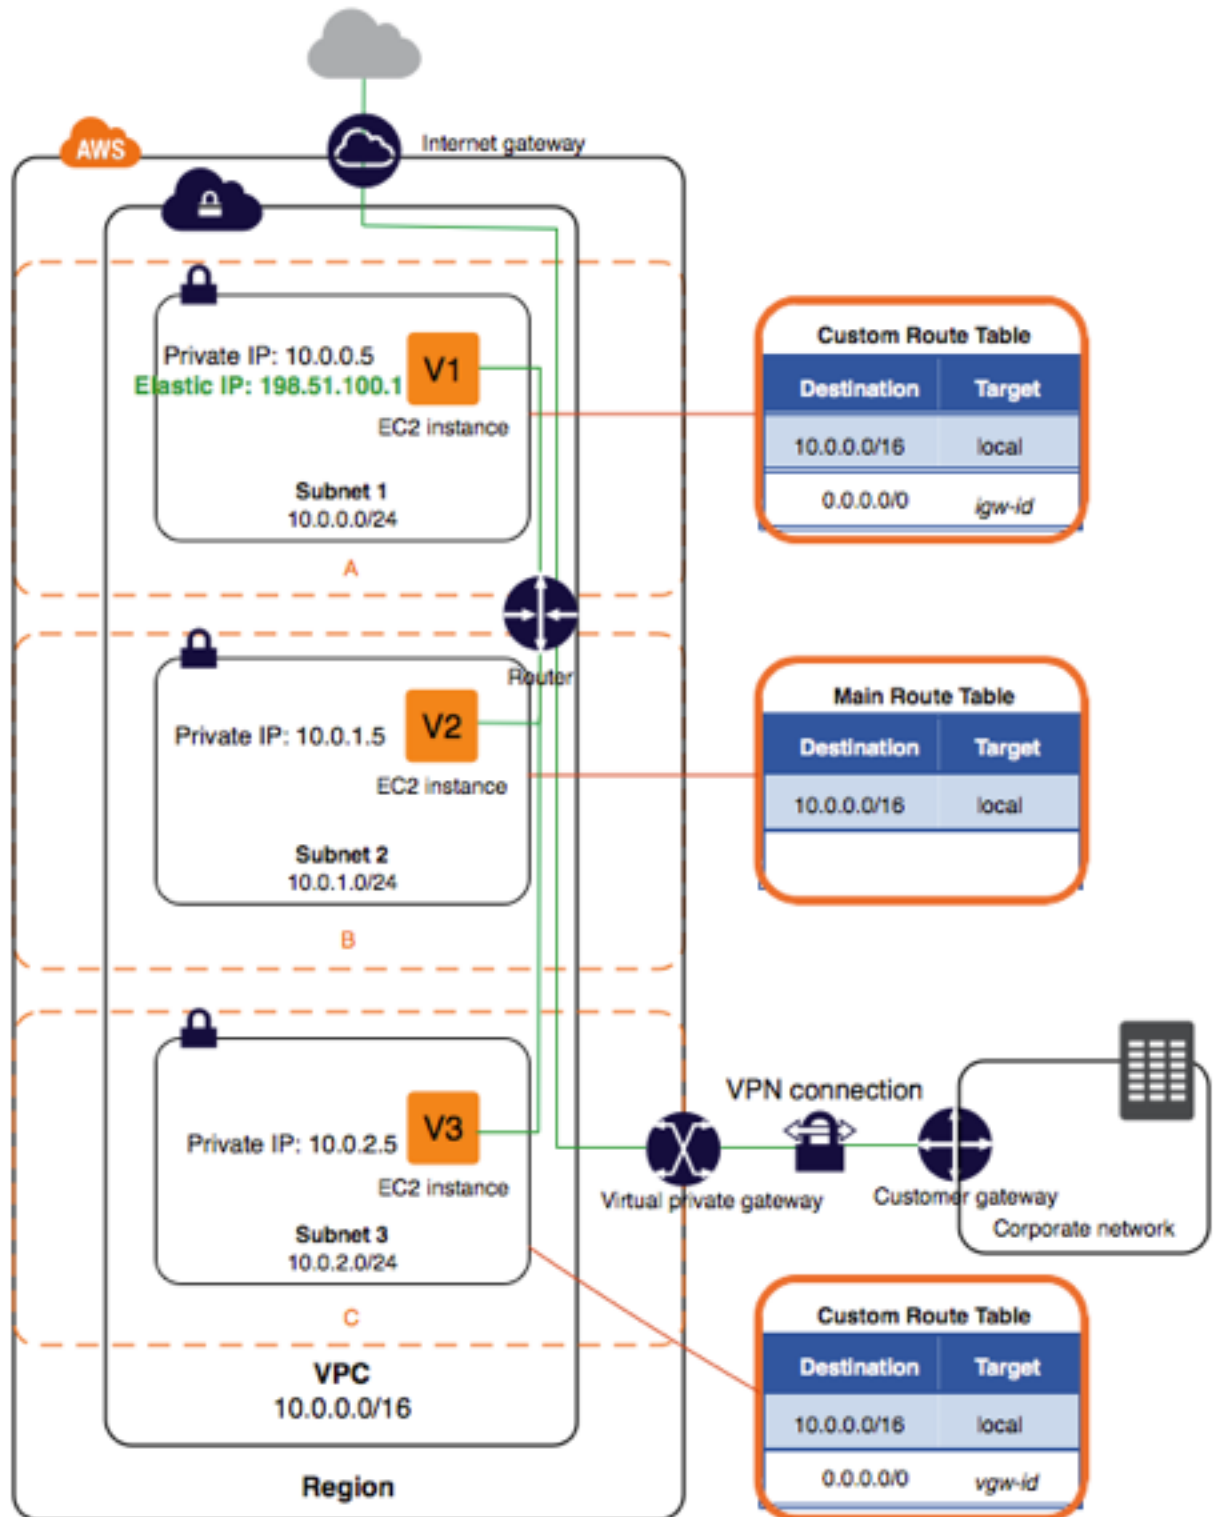 AWS
Internet gateway
Private IP: 10.0.0.5
Elastic IP: 198.51.100.1
V1
EC2 instance
Subnet 1
10.0.0.0/24
A
Custom Route Table
Destination Target
10.0.0.0/16 local
0.0.0.0/0 igw-id
Router
Private IP: 10.0.1.5
V2
EC2 instance
Subnet 2
10.0.1.0/24
B
Main Route Table
Destination Target
10.0.0.0/16 local
Private IP: 10.0.2.5
V3
EC2 instance
Subnet 3
10.0.2.0/24
C
VPN connection
Virtual private gateway
Customer gateway
Corporate network
Custom Route Table
Destination Target
10.0.0.0/16 local
0.0.0.0/0 vgw-id
VPC
10.0.0.0/16
Region